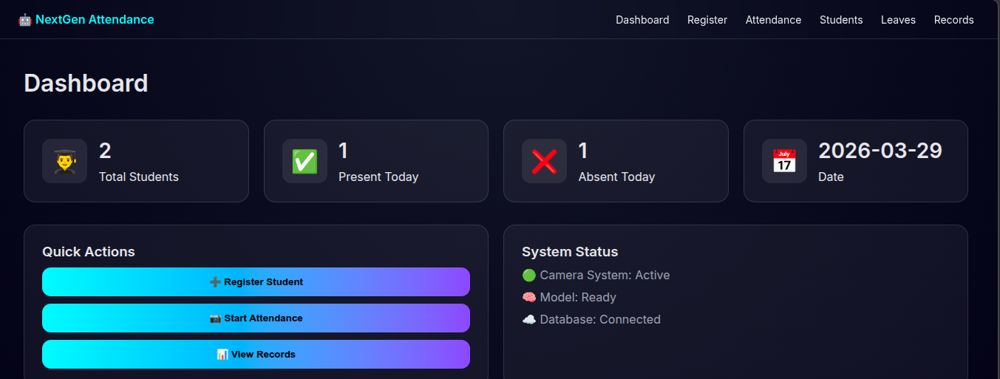 NextGen Attendance
Dashboard Register Attendance Students Leaves Records
Dashboard
2
Total Students
1
Present Today
1
Absent Today
July
17
2026-03-29
Date
Quick Actions
Register Student
Start Attendance
View Records
System Status
Camera System: Active
Model: Ready
Database: Connected